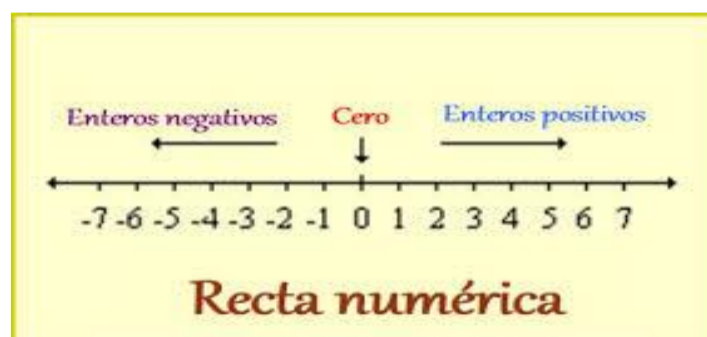 Enteros negativos Cero Enteros positivos
-7 -6 -5 -4 -3 -2 -1 0 1 2 3 4 5 6 7
Recta numérica